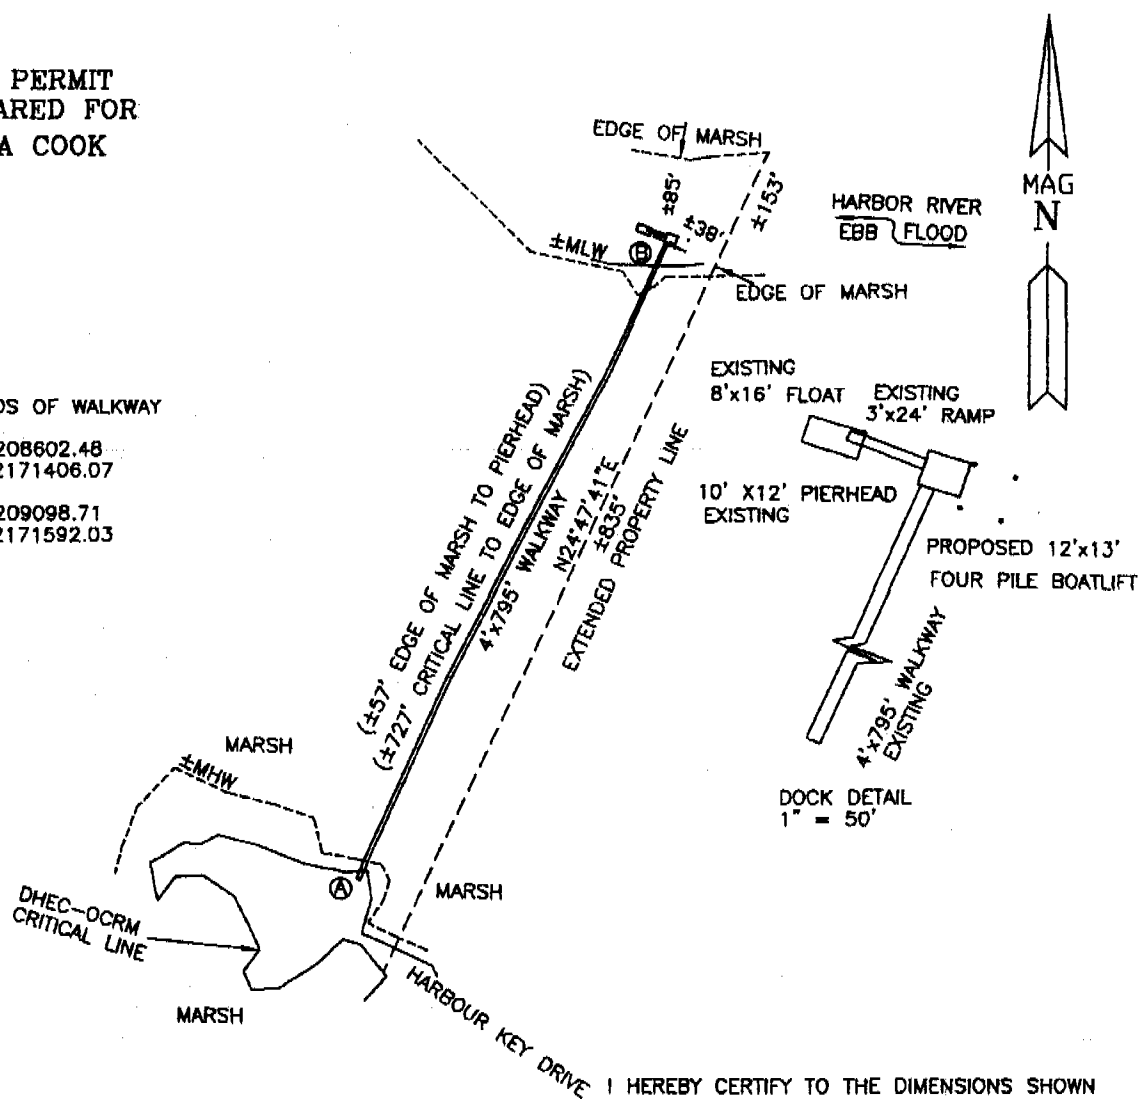 PERMIT
ARED FOR
A COOK
EDGE OF MARSH
±85'
±38'
±153'
±MLW
B
EDGE OF MARSH
HARBOR RIVER
EBB FLOOD
MAG
N
DS OF WALKWAY
208602.48
2171406.07
209098.71
2171592.03
EXISTING
8'x16' FLOAT
EXISTING
3'x24' RAMP
10' X12' PIERHEAD
EXISTING
PROPOSED 12'x13'
FOUR PILE BOATLIFT
4'x795' WALKWAY
EXISTING
DOCK DETAIL
1" = 50'
(±57' EDGE OF MARSH TO PIERHEAD)
(±727' CRITICAL LINE TO EDGE OF MARSH)
4'x795' WALKWAY
N24°47'41"E
±835'
EXTENDED PROPERTY LINE
MARSH
±MHW
A
MARSH
DHEC-OCRM
CRITICAL LINE
MARSH
HARBOUR KEY DRIVE
I HEREBY CERTIFY TO THE DIMENSIONS SHOWN